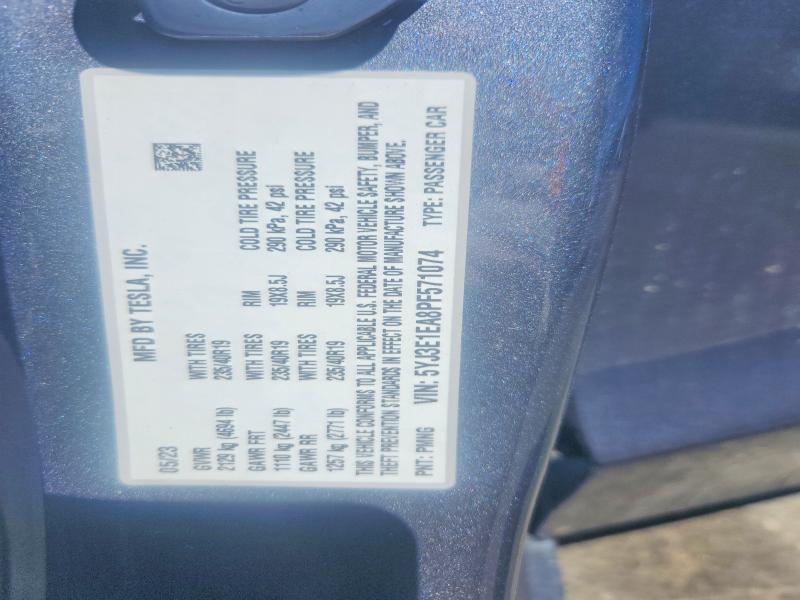 MFD BY TESLA, INC.
05/23
GVWR WITH TIRES RIM COLD TIRE PRESSURE
2129 kg (4694 lb) 235/40R19 19X8.5J 290 kPa, 42 psi
GAWR FRT WITH TIRES RIM COLD TIRE PRESSURE
1110 kg (2447 lb) 235/40R19 19X8.5J 290 kPa, 42 psi
GAWR RR WITH TIRES
1257 kg (2771 lb) 235/40R19
THIS VEHICLE CONFORMS TO ALL APPLICABLE U.S. FEDERAL MOTOR VEHICLE SAFETY, BUMPER, AND
THEFT PREVENTION STANDARDS IN EFFECT ON THE DATE OF MANUFACTURE SHOWN ABOVE.
PNT: PMNG VIN: 5YJ3E1EA8PF571074 TYPE: PASSENGER CAR